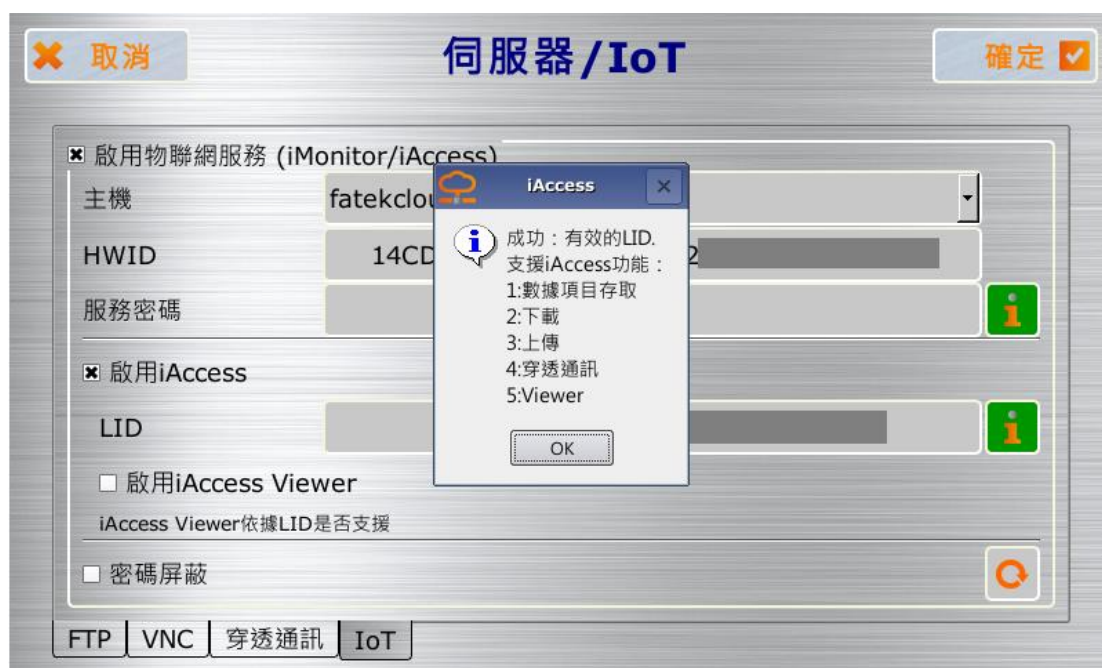 取消
伺服器/IoT
確定
啟用物聯網服務 (iMonitor/iAccess)
主機
fatekclou
HWID
14CD
2
服務密碼
啟用iAccess
LID
啟用iAccess Viewer
iAccess Viewer依據LID是否支援
密碼屏蔽
iAccess
成功：有效的LID.
支援iAccess功能：
1:數據項目存取
2:下載
3:上傳
4:穿透通訊
5:Viewer
OK
FTP
VNC
穿透通訊
IoT